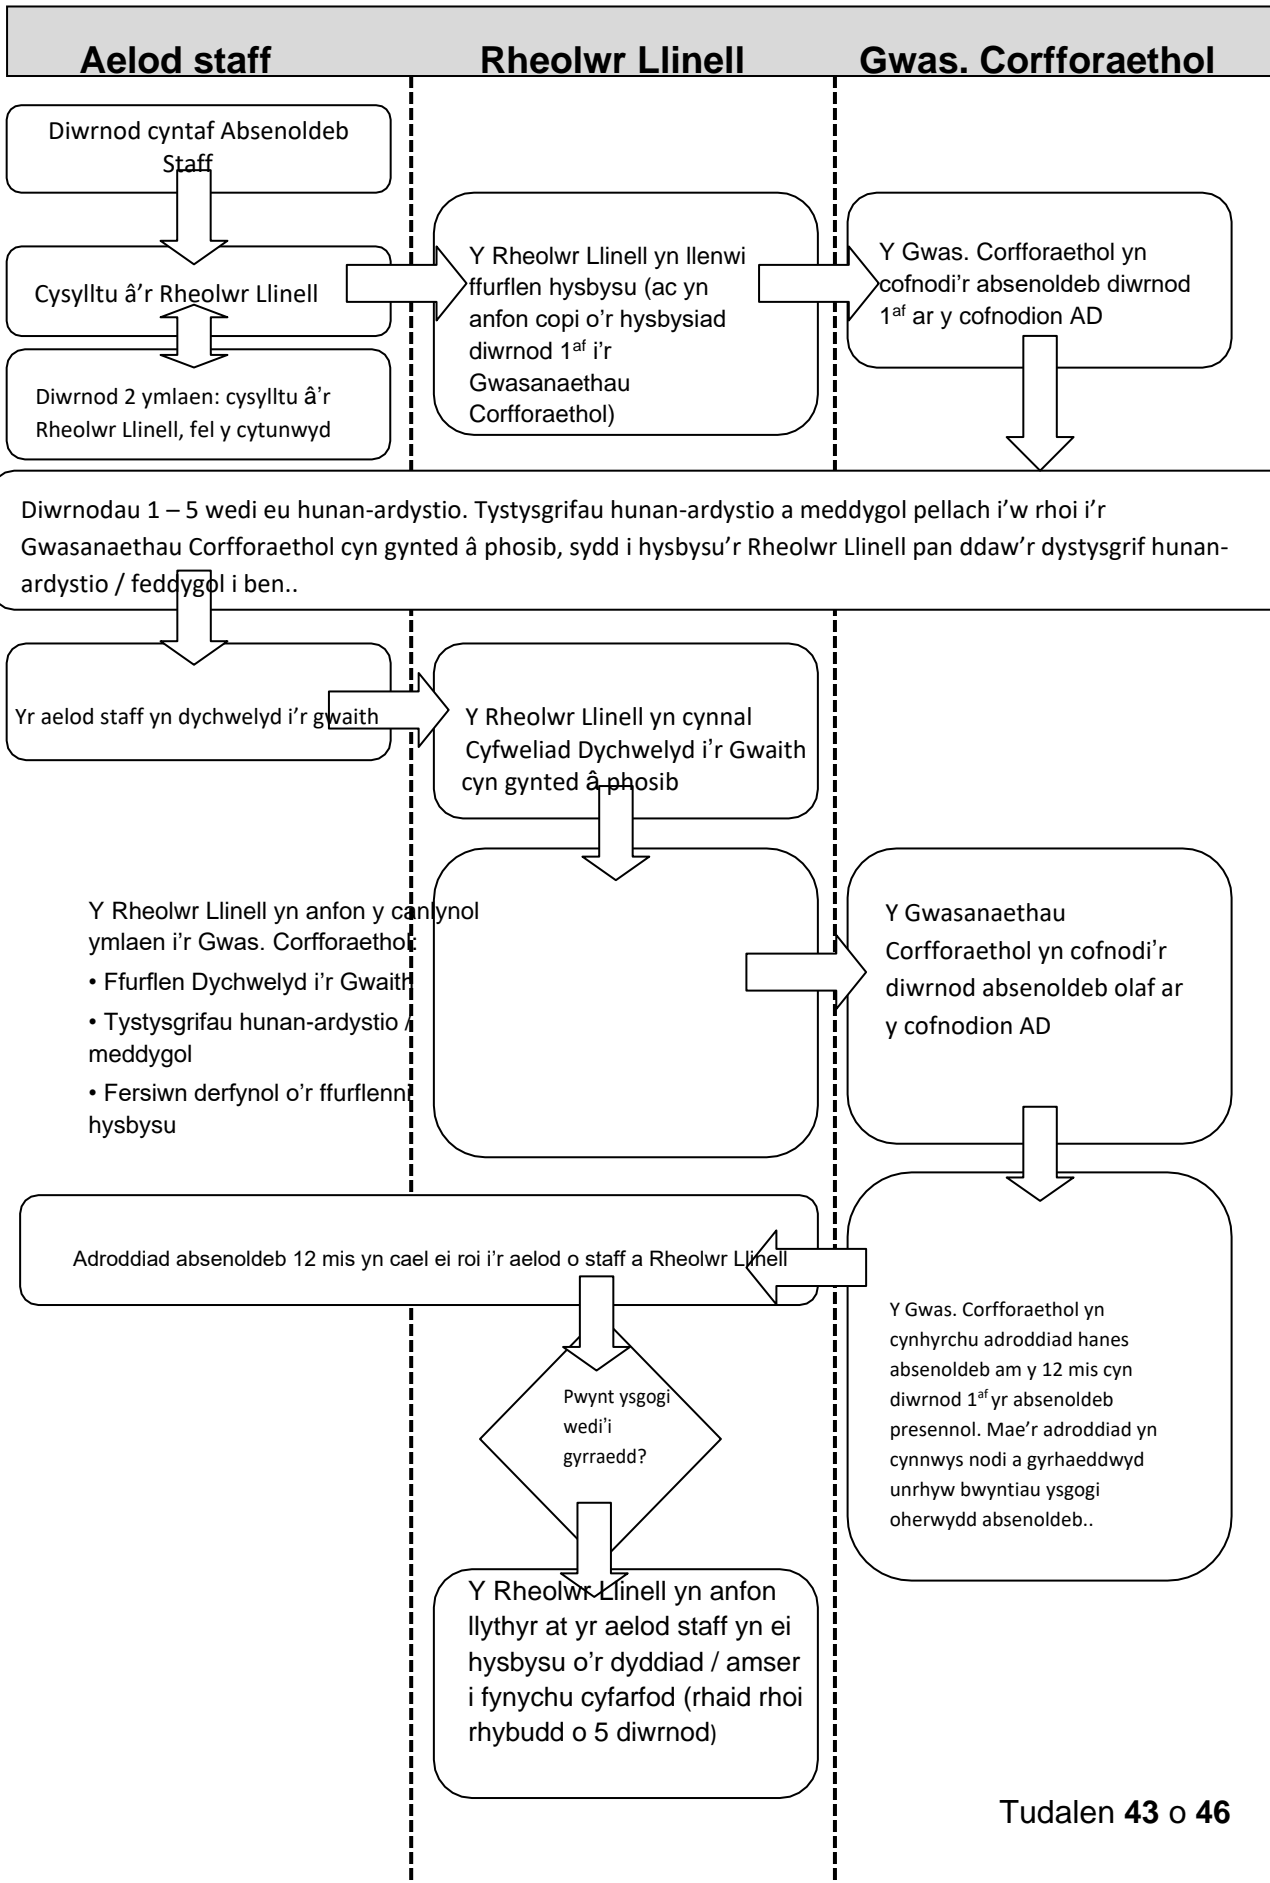 Aelod staff
Rheolwr Llinell
Gwas. Corfforaethol
Diwrnod cyntaf Absenoldeb
Staff
Cysylltu â’r Rheolwr Llinell
Y Rheolwr Llinell yn llenwi
ffurflen hysbysu (ac yn
anfon copi o’r hysbysiad
diwrnod 1af i’r
Gwasanaethau
Corfforaethol)
Y Gwas. Corfforaethol yn
cofnodi’r absenoldeb diwrnod
1af ar y cofnodion AD
Diwrnod 2 ymlaen: cysylltu â’r
Rheolwr Llinell, fel y cytunwyd
Diwrnodau 1 – 5 wedi eu hunan-ardystio. Tystysgrifau hunan-ardystio a meddygol pellach i’w rhoi i’r
Gwasanaethau Corfforaethol cyn gynted â phosib, sydd i hysbysu’r Rheolwr Llinell pan ddaw’r dystysgrif hunan-
ardystio / feddygol i ben..
Yr aelod staff yn dychwelyd i’r gwaith
Y Rheolwr Llinell yn cynnal
Cyfweliad Dychwelyd i’r Gwaith
cyn gynted â phosib
Y Rheolwr Llinell yn anfon y canlynol
ymlaen i’r Gwas. Corfforaethol:
• Ffurflen Dychwelyd i’r Gwaith
• Tystysgrifau hunan-ardystio /
meddygol
• Fersiwn derfynol o’r ffurflenni
hysbysu
Y Gwasanaethau
Corfforaethol yn cofnodi’r
diwrnod absenoldeb olaf ar
y cofnodion AD
Adroddiad absenoldeb 12 mis yn cael ei roi i’r aelod o staff a Rheolwr Llinell
Y Gwas. Corfforaethol yn
cynhyrchu adroddiad hanes
absenoldeb am y 12 mis cyn
diwrnod 1af yr absenoldeb
presennol. Mae’r adroddiad yn
cynnwys nodi a gyrhaeddwyd
unrhyw bwyntiau ysgogi
oherwydd absenoldeb..
Pwynt ysgogi
wedi’i
gyrraedd?
Y Rheolwr Llinell yn anfon
llythyr at yr aelod staff yn ei
hysbysu o’r dyddiad / amser
i fynychu cyfarfod (rhaid rhoi
rhybudd o 5 diwrnod)
Tudalen 43 o 46